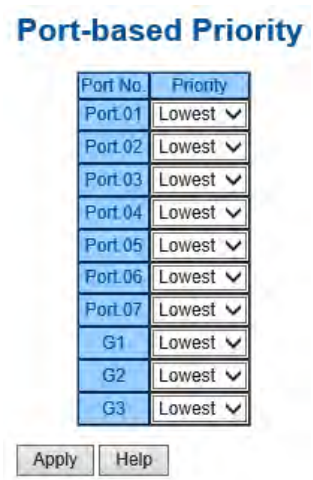 Port-based Priority
Port No. Priority
Port.01 Lowest
Port.02 Lowest
Port.03 Lowest
Port.04 Lowest
Port.05 Lowest
Port.06 Lowest
Port.07 Lowest
G1 Lowest
G2 Lowest
G3 Lowest
Apply Help